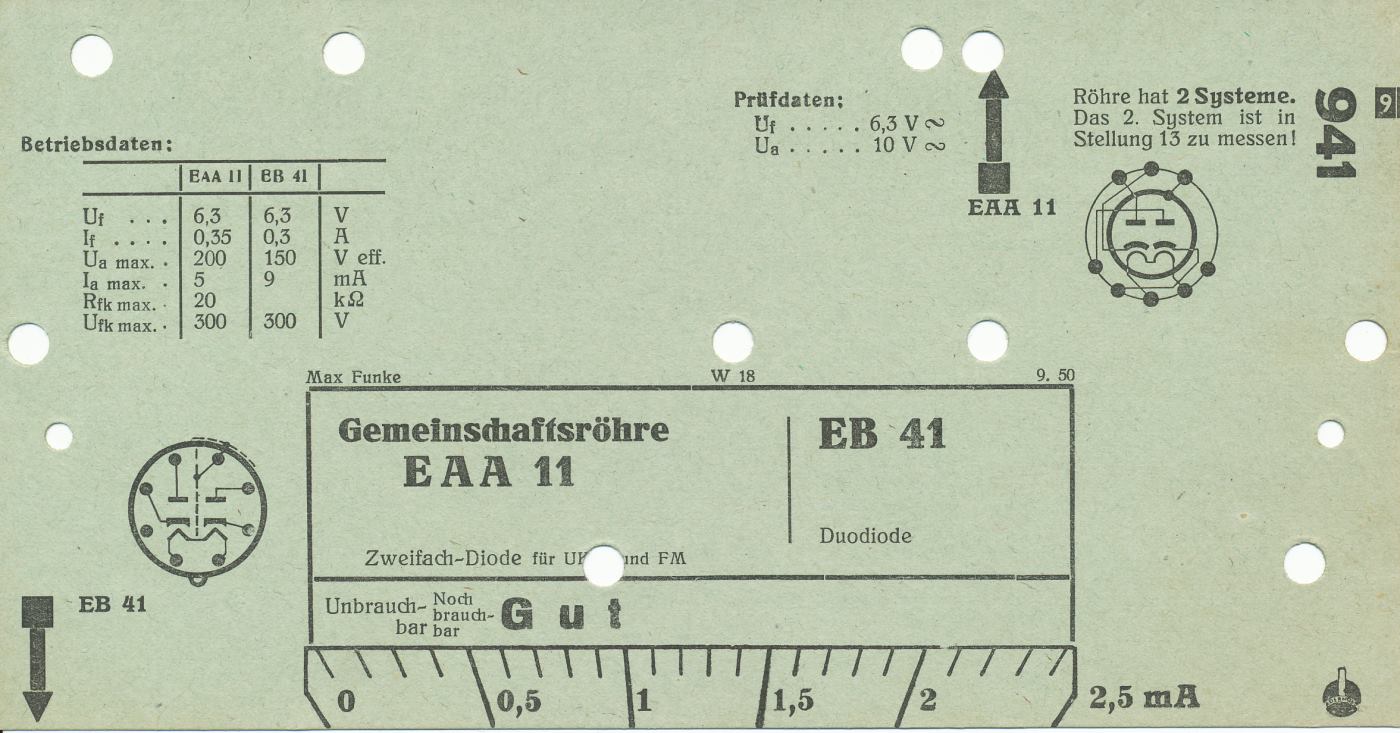 Prüfdaten:
Uf . . . . . 6,3 V ~
Ua . . . . . 10 V ~
EAA 11
Röhre hat 2 Systeme.
Das 2. System ist in
Stellung 13 zu messen!
941
9
Betriebsdaten:
EAA 11 EB 41
Uf . . . 6,3 6,3 V
If . . . . 0,35 0,3 A
Ua max. . 200 150 V eff.
Ia max. . 5 9 mA
Rfk max. . 20 kΩ
Ufk max. . 300 300 V
Max Funke W 18 9. 50
Gemeinschaftsröhre
EAA 11
Zweifach-Diode für und FM
EB 41
Duodiode
EB 41
Unbrauch-
bar
Noch
brauch-
bar
Gut
0 0,5 1 1,5 2 2,5 mA